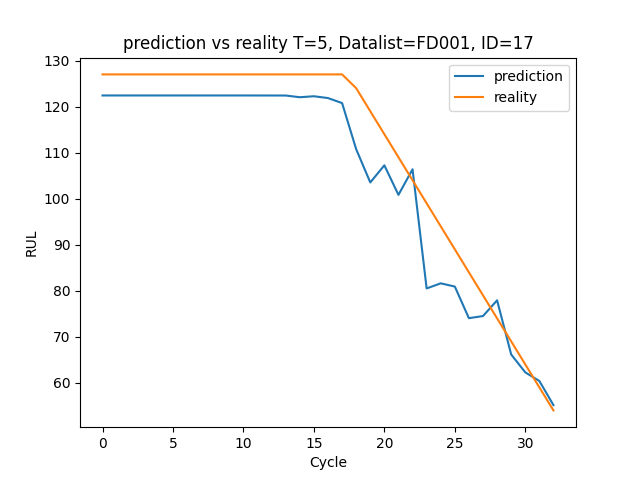 prediction vs reality T=5, Datalist=FD001, ID=17
prediction
reality
130
120
110
100
90
80
70
60
RUL
0 5 10 15 20 25 30
Cycle